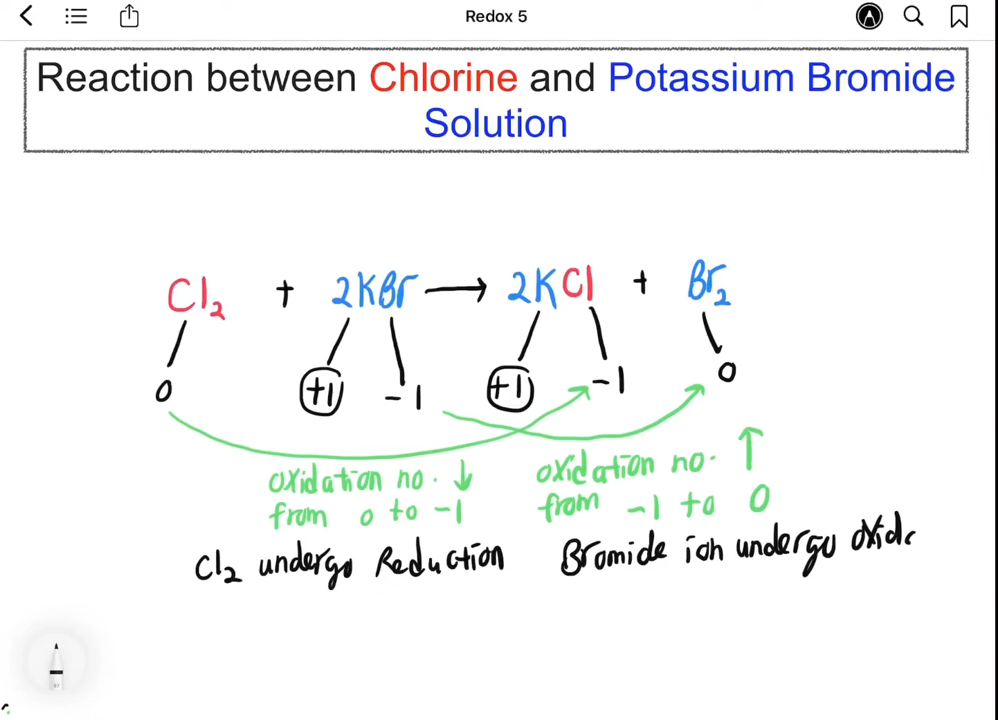 Redox 5
Reaction between Chlorine and Potassium Bromide
Solution
Cl₂ + 2KBr → 2KCl + Br₂
0 +1 -1 +1 -1 0
oxidation no. ↓
from 0 to -1
oxidation no. ↑
from -1 to 0
Cl₂ undergo Reduction
Bromide ion undergo oxida